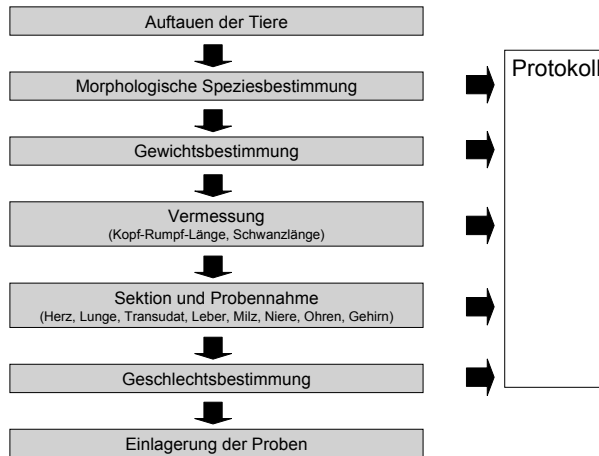 Auftauen der Tiere
Morphologische Speziesbestimmung
Protokoll
Gewichtsbestimmung
Vermessung
(Kopf-Rumpf-Länge, Schwanzlänge)
Sektion und Probennahme
(Herz, Lunge, Transudat, Leber, Milz, Niere, Ohren, Gehirn)
Geschlechtsbestimmung
Einlagerung der Proben